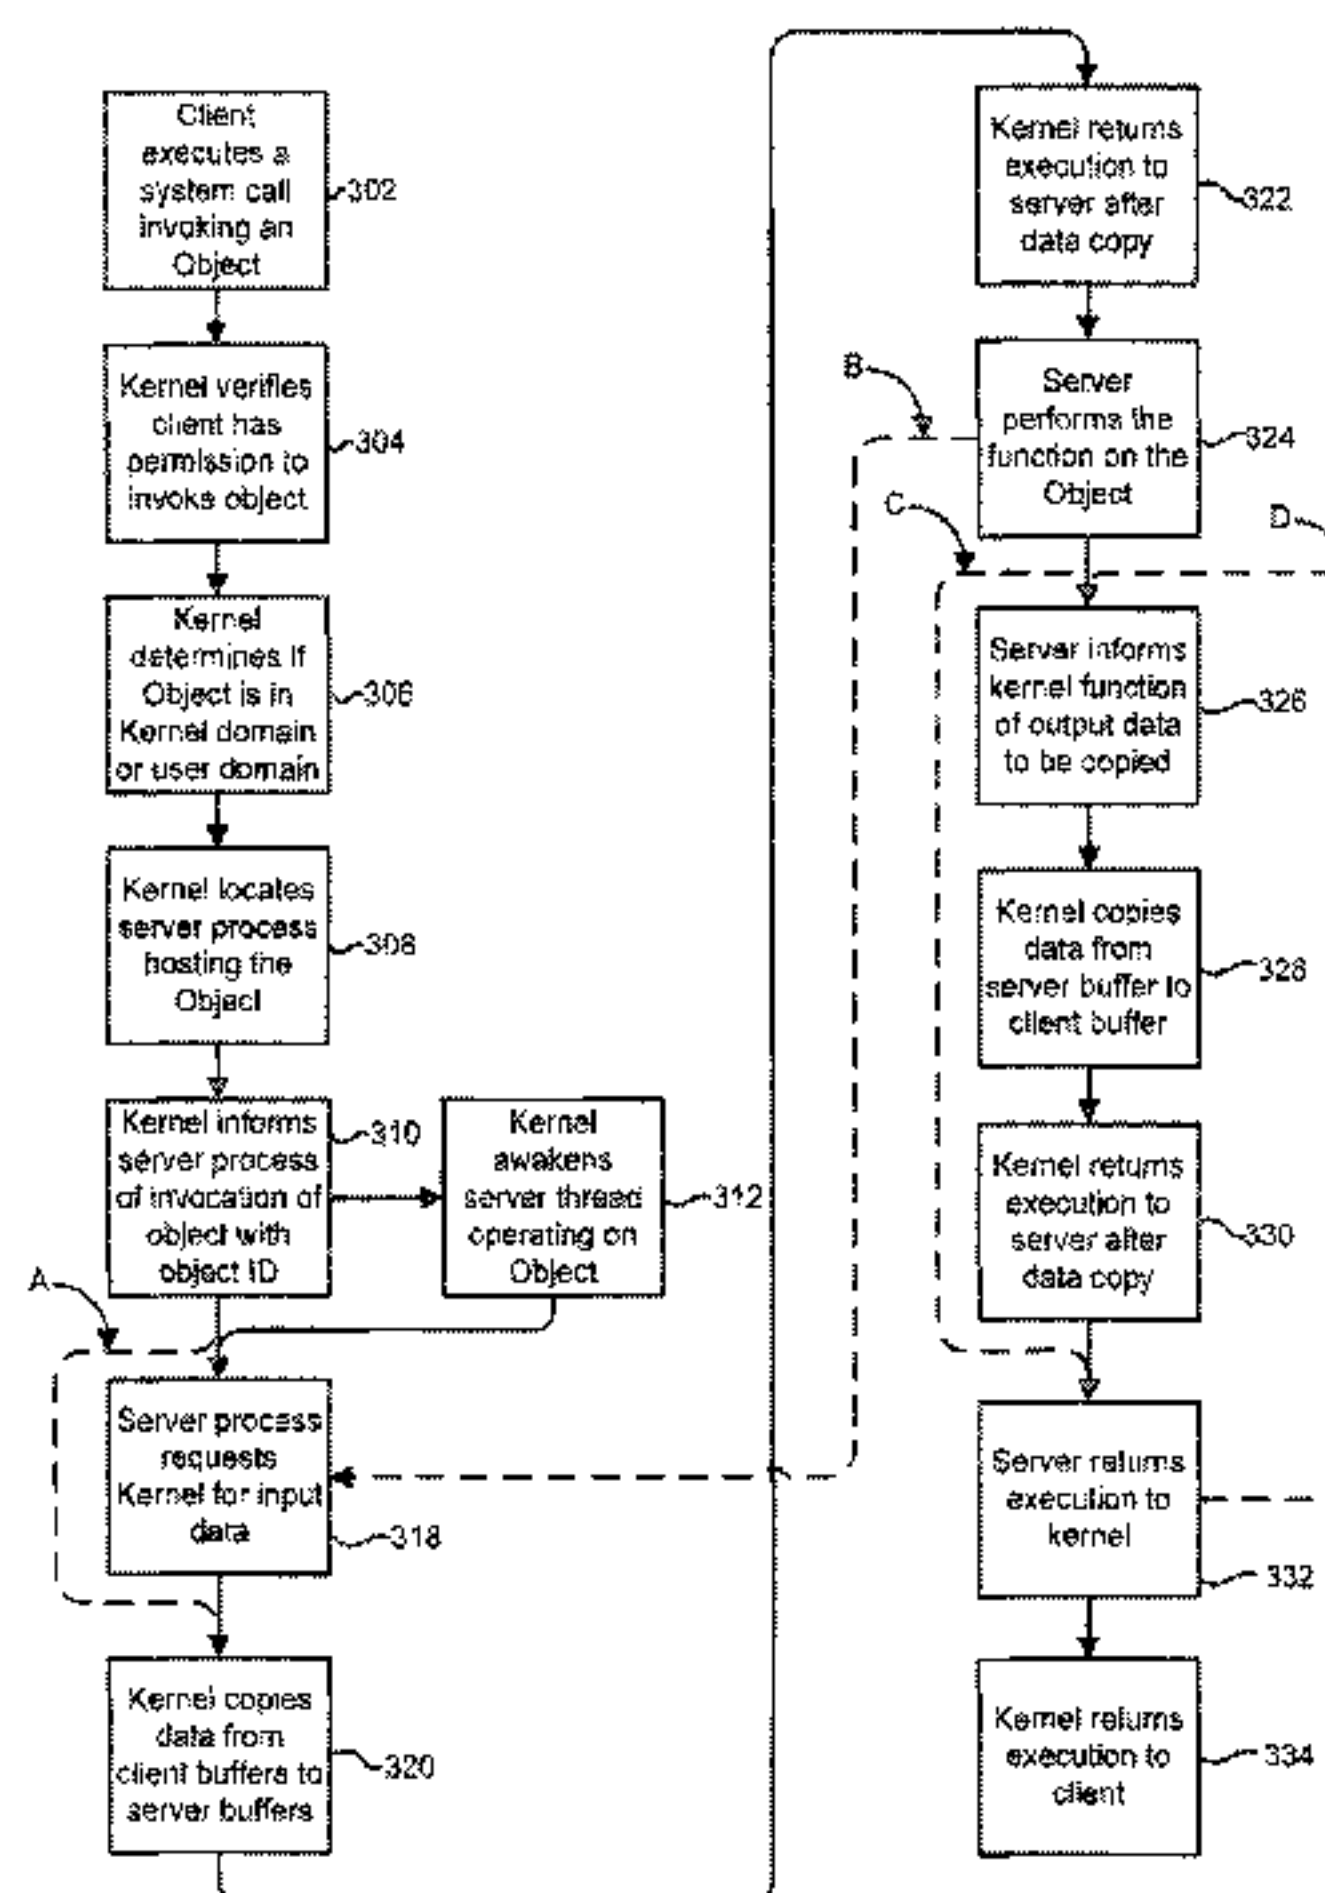 Client
executes a
system call
invoking an
Object
302
Kernel verifies
client has
permission to
invoke object
304
Kernel
determines if
Object is in
Kernel domain
or user domain
306
Kernel locates
server process
hosting the
Object
308
Kernel informs
server process
of invocation of
object with
object ID
310
Kernel
awakens
server thread
operating on
Object
312
A
Server process
requests
Kernel for input
data
318
Kernel copies
data from
client buffers to
server buffers
320
Kernel returns
execution to
server after
data copy
322
B
Server
performs the
function on the
Object
324
C
D
Server informs
kernel function
of output data
to be copied
326
Kernel copies
data from
server buffer to
client buffer
328
Kernel returns
execution to
server after
data copy
330
Server returns
execution to
kernel
332
Kernel returns
execution to
client
334